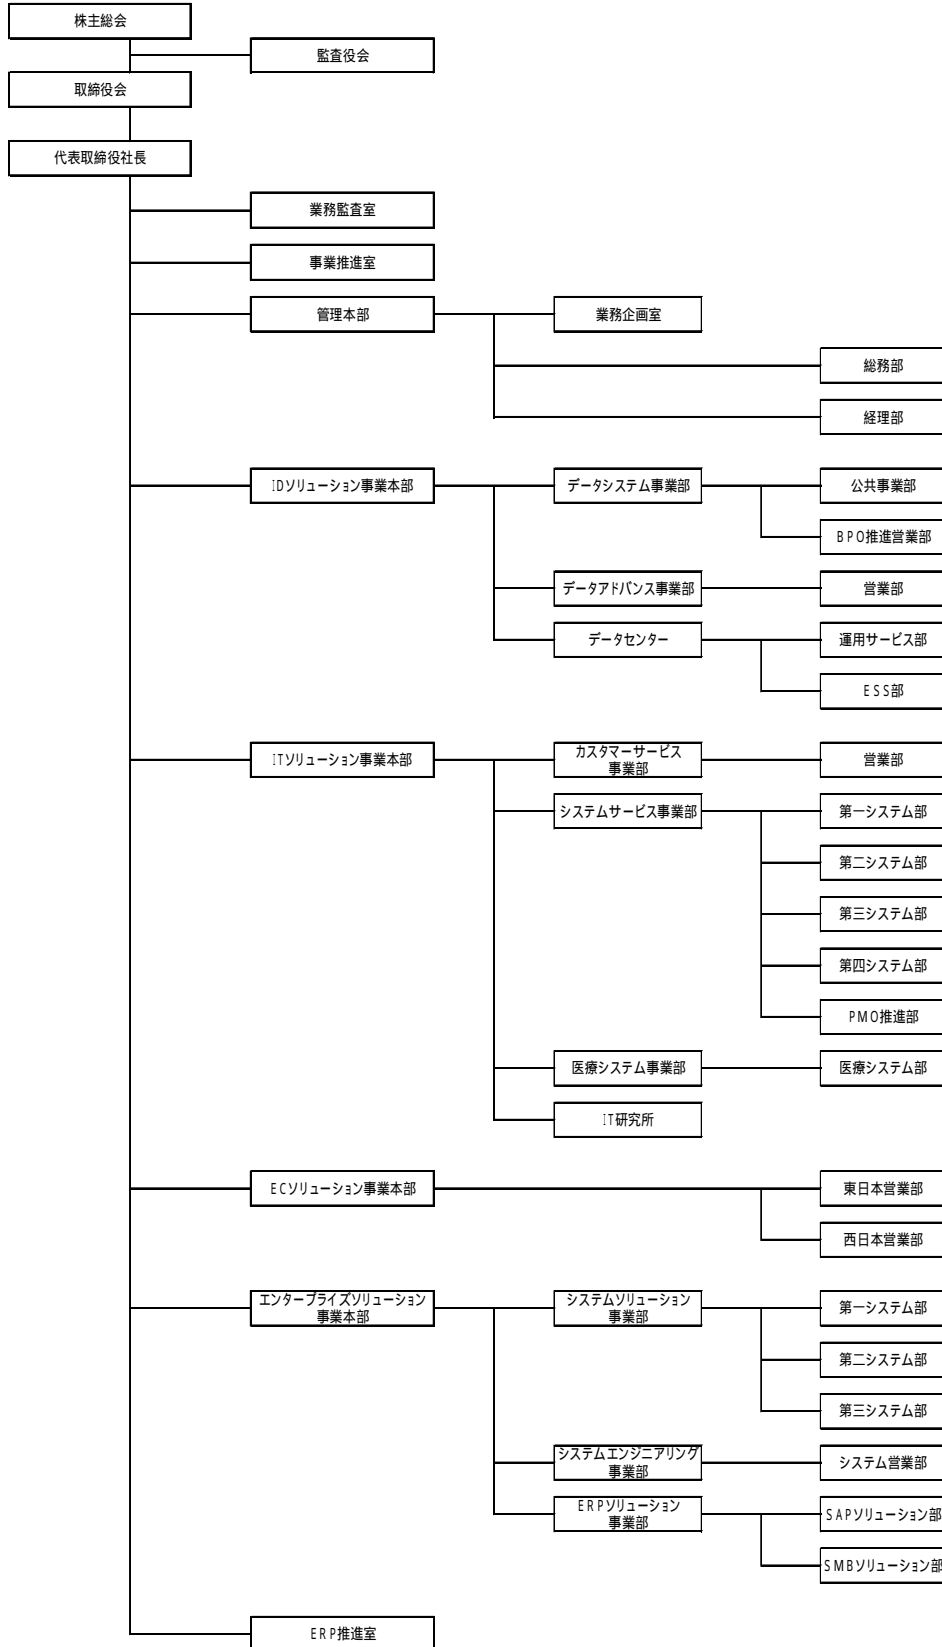 株主総会
監査役会
取締役会
代表取締役社長
業務監査室
事業推進室
管理本部
業務企画室
総務部
経理部
IDソリューション事業本部
データシステム事業部
公共事業部
BPO推進営業部
データアドバンス事業部
営業部
データセンター
運用サービス部
ESS部
ITソリューション事業本部
カスタマーサービス
事業部
営業部
システムサービス事業部
第一システム部
第二システム部
第三システム部
第四システム部
PMO推進部
医療システム事業部
医療システム部
IT研究所
ECソリューション事業本部
東日本営業部
西日本営業部
エンタープライズソリューション
事業本部
システムソリューション
事業部
第一システム部
第二システム部
第三システム部
システムエンジニアリング
事業部
システム営業部
ERPソリューション
事業部
SAPソリューション部
SMBソリューション部
ERP推進室